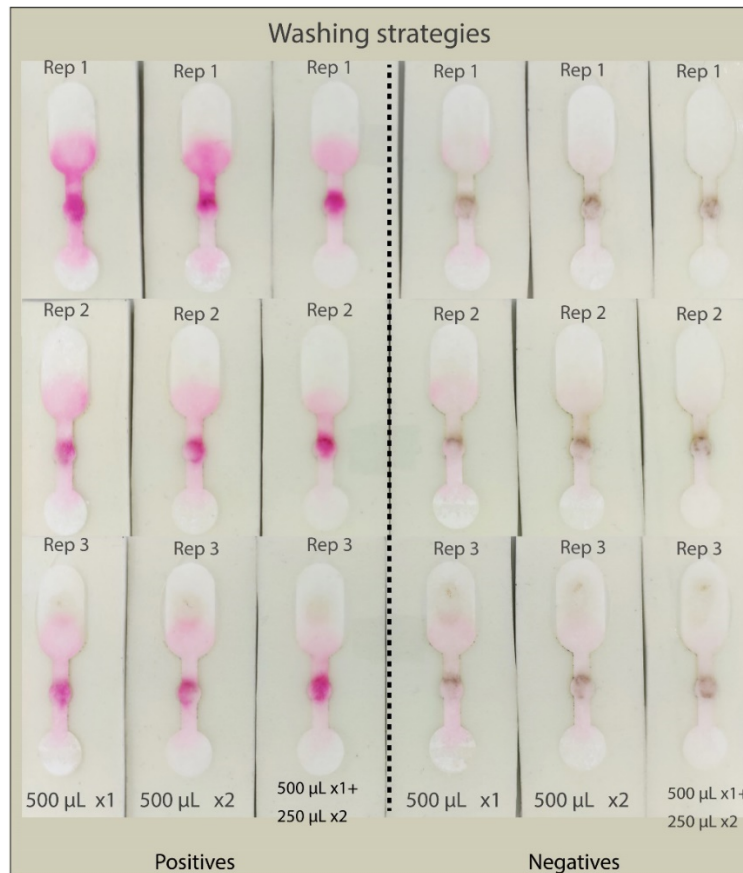 Washing strategies
Rep 1 Rep 1 Rep 1 Rep 1 Rep 1 Rep 1
Rep 2 Rep 2 Rep 2 Rep 2 Rep 2 Rep 2
Rep 3 Rep 3 Rep 3 Rep 3 Rep 3 Rep 3
500 µL x1 500 µL x2 500 µL x1+ 500 µL x1 500 µL x2 500 µL x1+
250 µL x2 250 µL x2
Positives Negatives